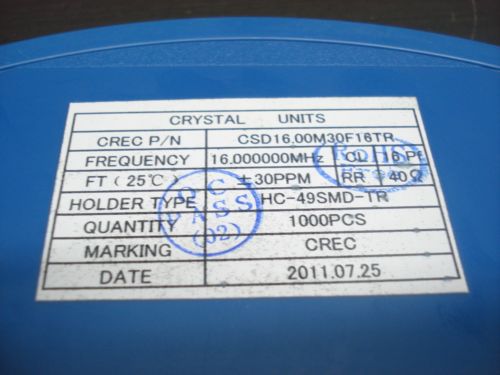 CRYSTAL UNITS
CREC P/N CSD16.00M30F16TR
FREQUENCY 16.000000MHz CL 16 PF
FT (25℃) ±30PPM RR 40Ω
HOLDER TYPE HC-49SMD-TR
QUANTITY 1000PCS
MARKING CREC
DATE 2011.07.25
QC
PASS
(02)
RoHS